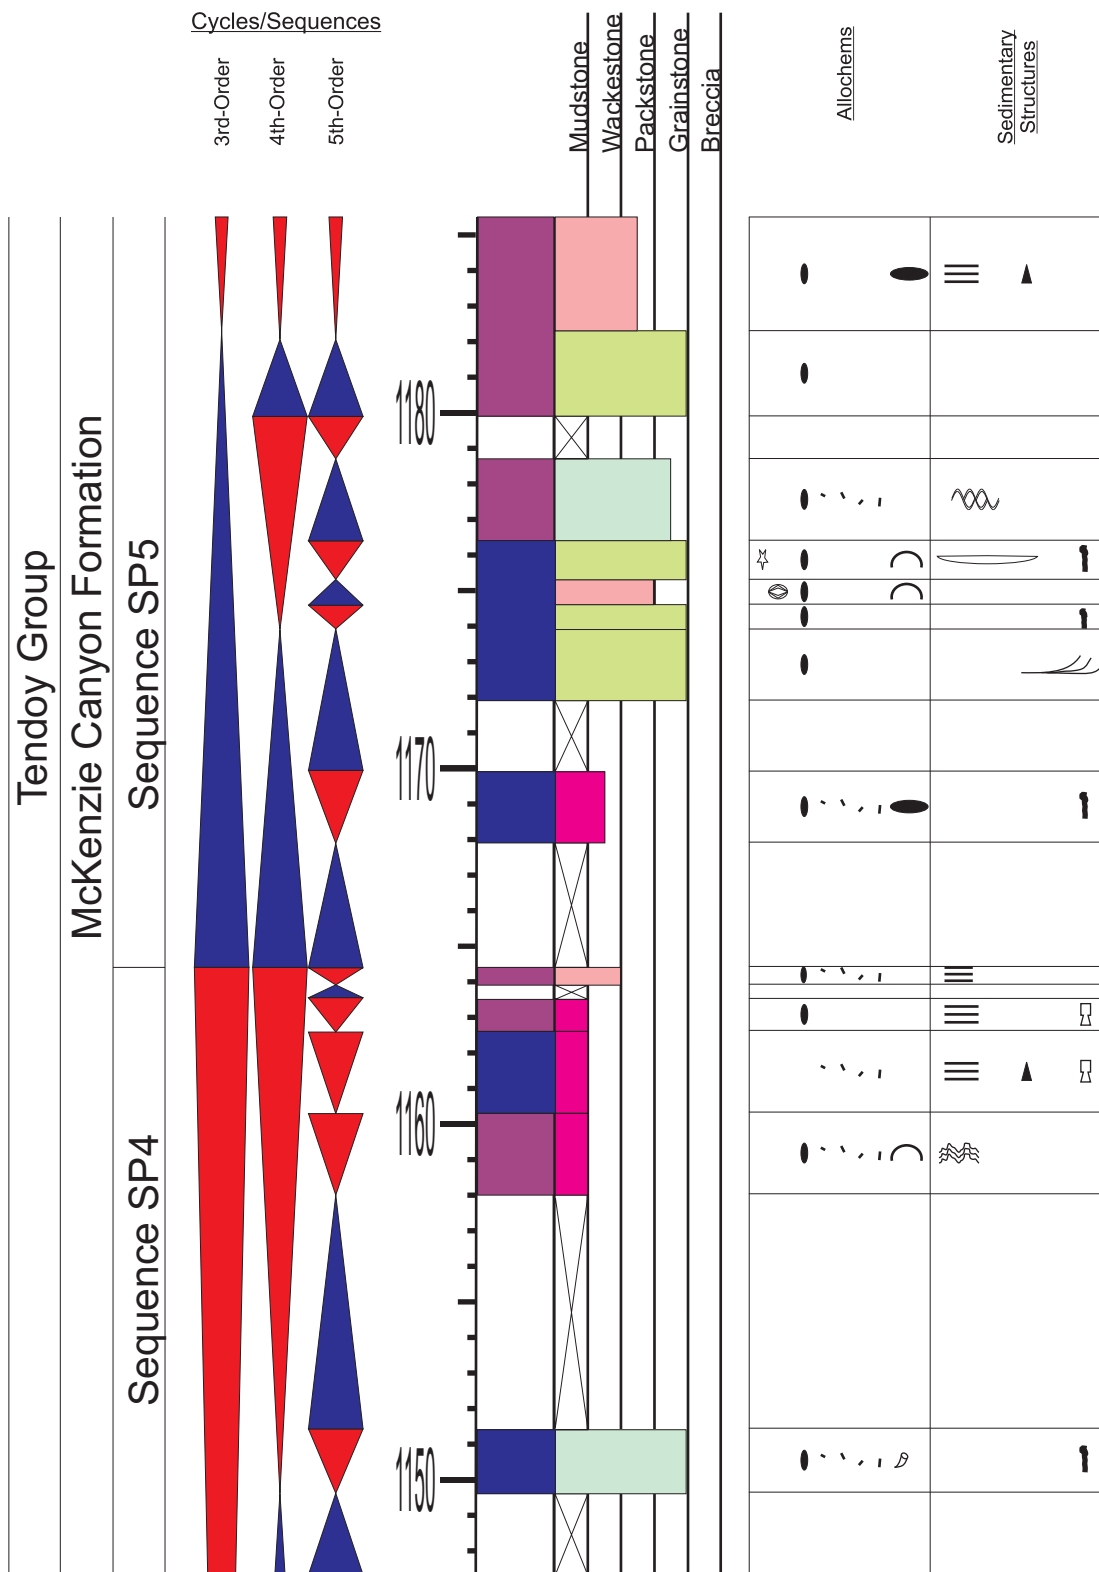 Cycles/Sequences
3rd-Order
4th-Order
5th-Order
Mudstone
Wackestone
Packstone
Grainstone
Breccia
Allochems
Sedimentary
Structures
Tendoy Group
McKenzie Canyon Formation
Sequence SP5
Sequence SP4
1180
1170
1160
1150